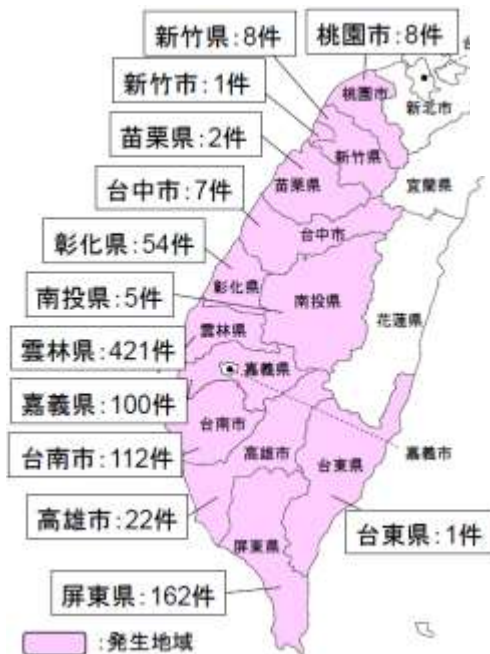 新竹県：8件
桃園市：8件
新竹市：1件
桃園市
新北市
苗栗県：2件
新竹県
苗栗県
宜蘭県
台中市：7件
台中市
彰化県：54件
彰化県
南投県
南投県：5件
花蓮県
雲林県
雲林県：421件
嘉義県
嘉義県：100件
台南市
嘉義市
高雄市
台南市：112件
台東県
高雄市：22件
台東県：1件
屏東県
屏東県：162件
：発生地域